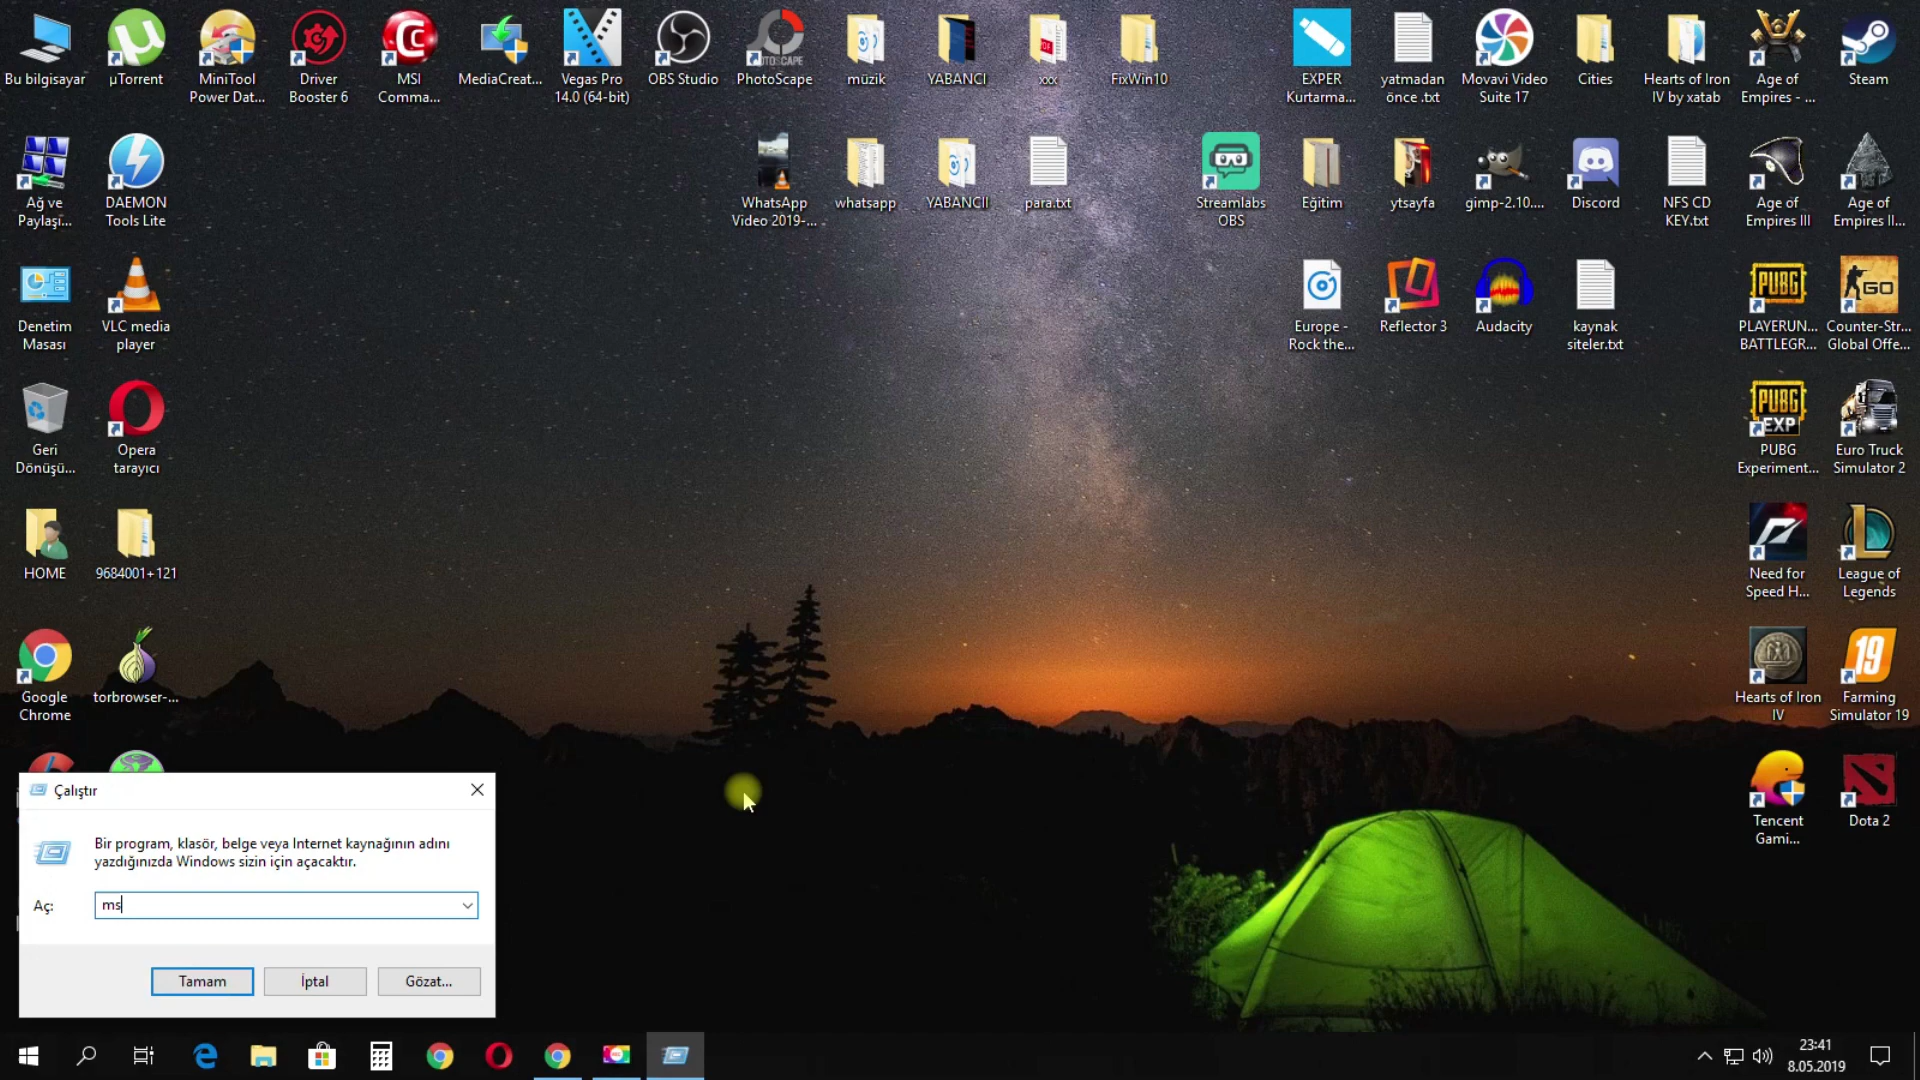 Bu bilgisayar
µTorrent
MiniTool
Power Dat...
Driver
Booster 6
MSI
Comma...
MediaCreat...
Vegas Pro
14.0 (64-bit)
OBS Studio
PhotoScape
müzik
YABANCI
xxx
FixWin10
EXPER
Kurtarma...
yatmadan
önce .txt
Movavi Video
Suite 17
Cities
Hearts of Iron
IV by xatab
Age of
Empires - ...
Steam
Ağ ve
Paylaşı...
DAEMON
Tools Lite
WhatsApp
Video 2019-...
whatsapp
YABANCII
para.txt
Streamlabs
OBS
Eğitim
ytsayfa
gimp-2.10....
Discord
NFS CD
KEY.txt
Age of
Empires III
Age of
Empires II...
Denetim
Masası
VLC media
player
Europe -
Rock the...
Reflector 3
Audacity
kaynak
siteler.txt
PUBG
PLAYERUN...
BATTLEGR...
GO
Counter-Str...
Global Offe...
Geri
Dönüşü...
Opera
tarayıcı
PUBG
EXP
PUBG
Experiment...
Euro Truck
Simulator 2
HOME
9684001+121
Need for
Speed H...
League of
Legends
Google
Chrome
torbrowser-...
Hearts of Iron
IV
19
Farming
Simulator 19
Tencent
Gami...
Dota 2
Çalıştır
Bir program, klasör, belge veya Internet kaynağının adını
yazdığınızda Windows sizin için açacaktır.
Aç:
ms
Tamam
İptal
Gözat...
23:41
8.05.2019